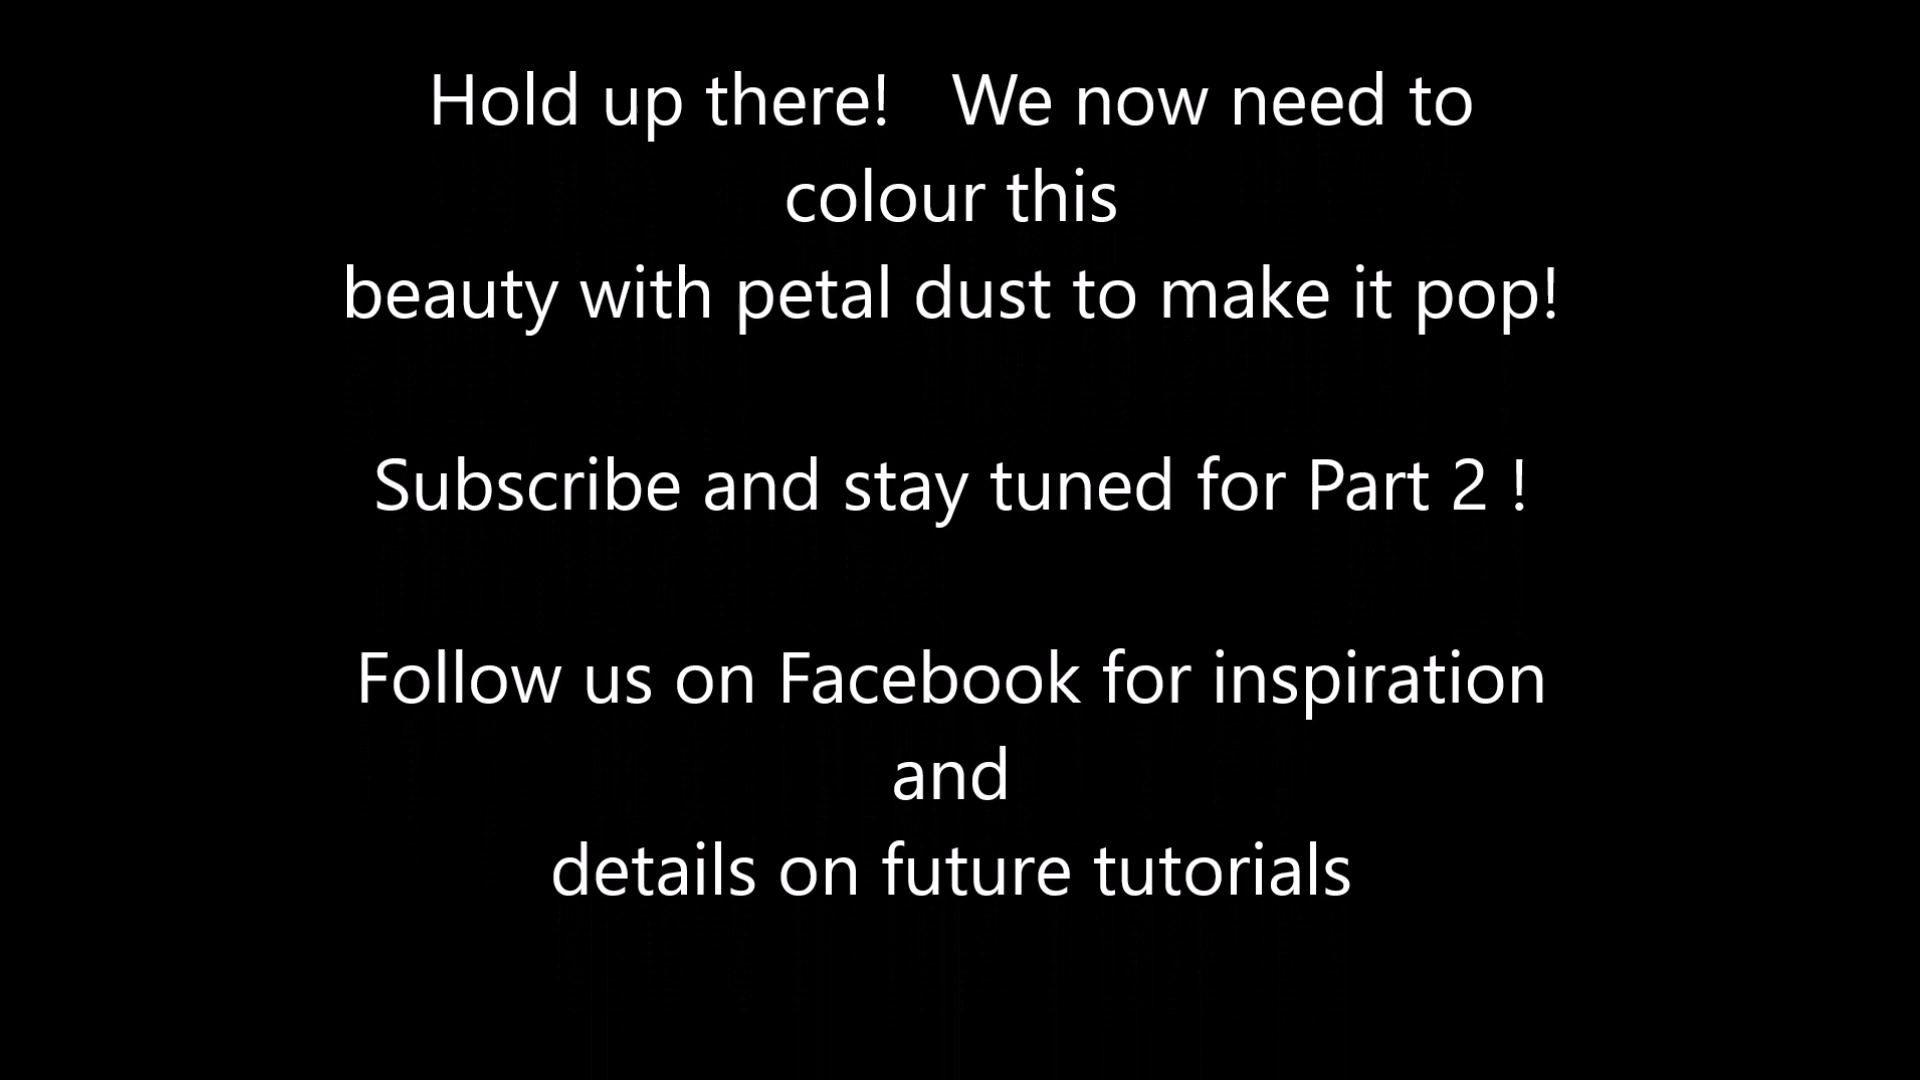 Hold up there!   We now need to
colour this
beauty with petal dust to make it pop!
Subscribe and stay tuned for Part 2 !
Follow us on Facebook for inspiration
and
details on future tutorials